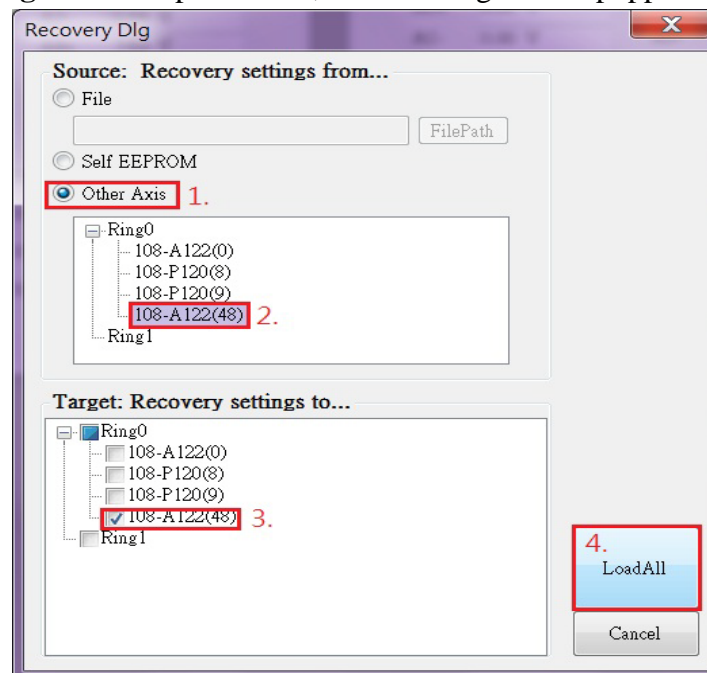 Recovery Dlg
Source: Recovery settings from...
File
FilePath
Self EEPROM
Other Axis 1.
Ring0
108-A122(0)
108-P120(8)
108-P120(9)
108-A122(48) 2.
Ring1
Target: Recovery settings to...
Ring0
108-A122(0)
108-P120(8)
108-P120(9)
108-A122(48) 3.
Ring1
4.
LoadAll
Cancel